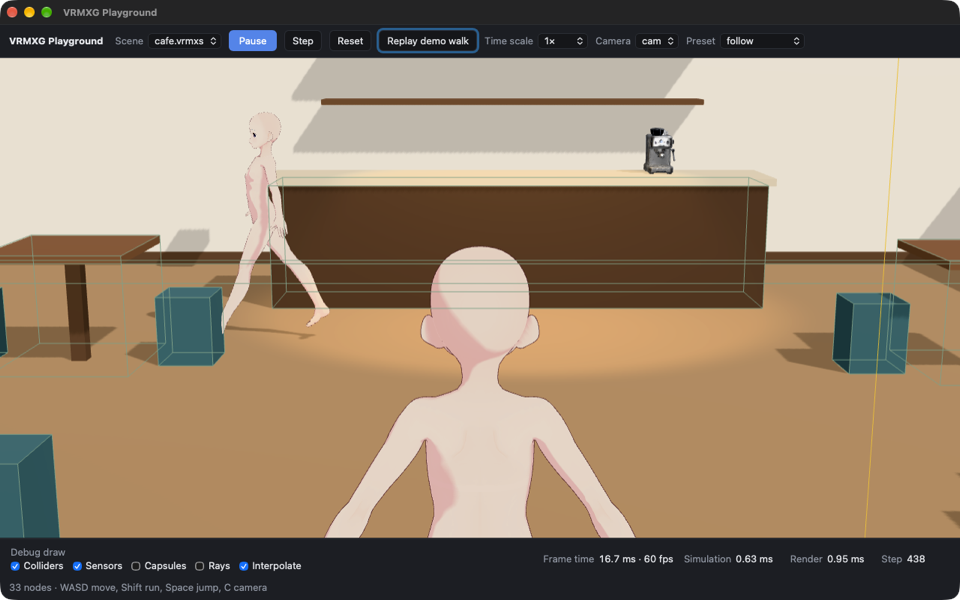 VRMXG Playground
VRMXG Playground Scene cafe.vrmxs Pause Step Reset Replay demo walk Time scale 1× Camera cam Preset follow
Debug draw
Colliders Sensors Capsules Rays Interpolate
Frame time 16.7 ms · 60 fps Simulation 0.63 ms Render 0.95 ms Step 438
33 nodes · WASD move, Shift run, Space jump, C camera